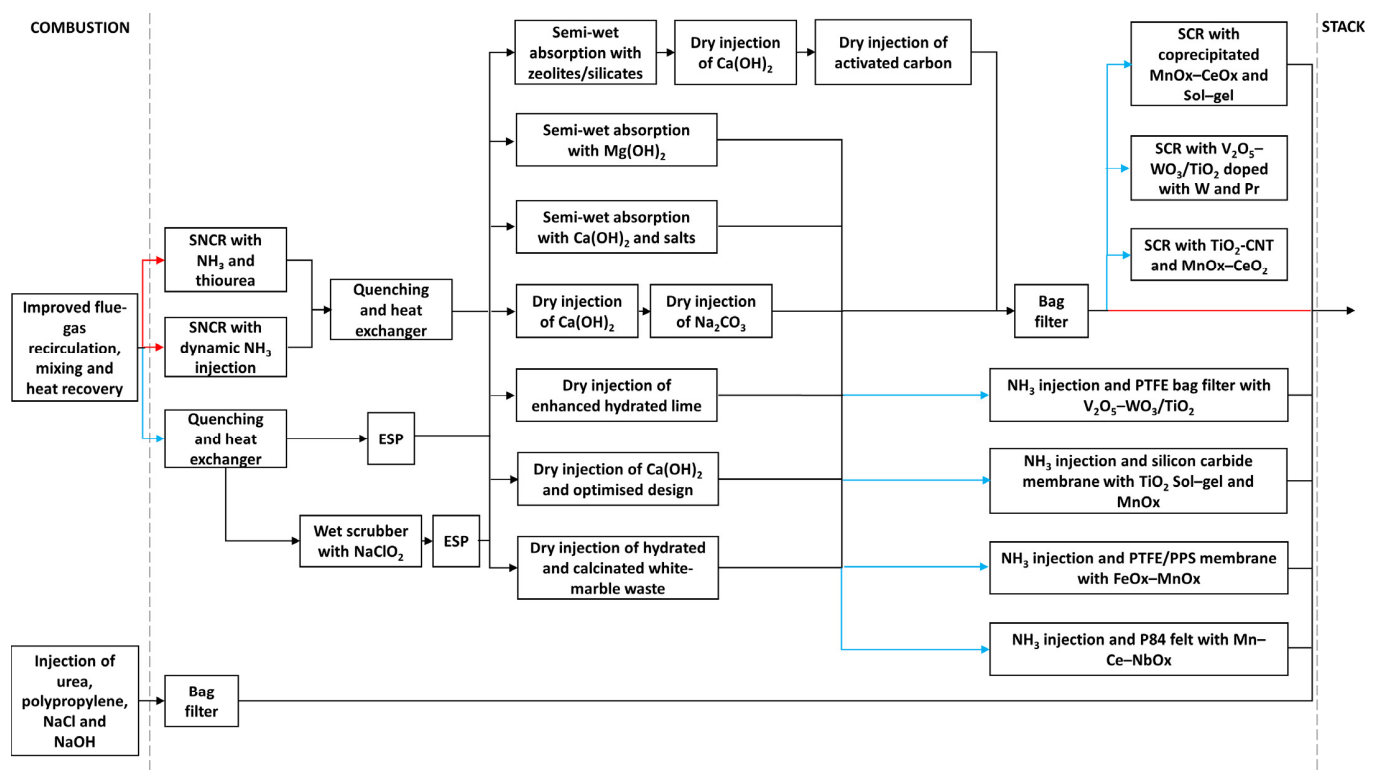 COMBUSTION
STACK
Improved flue-
gas
recirculation,
mixing and
heat recovery
Injection of
urea,
polypropylene,
NaCl and
NaOH
SNCR with
NH₃ and
thiourea
SNCR with
dynamic NH₃
injection
Quenching
and heat
exchanger
Quenching
and heat
exchanger
ESP
Wet scrubber
with NaClO₂
ESP
Bag
filter
Semi-wet
absorption with
zeolites/silicates
Dry injection
of Ca(OH)₂
Dry injection of
activated carbon
Semi-wet absorption
with Mg(OH)₂
Semi-wet absorption
with Ca(OH)₂ and salts
Dry injection
of Ca(OH)₂
Dry injection
of Na₂CO₃
Dry injection of
enhanced hydrated lime
Dry injection of Ca(OH)₂
and optimised design
Dry injection of hydrated
and calcinated white-
marble waste
Bag
filter
SCR with
coprecipitated
MnOx–CeOx and
Sol–gel
SCR with V₂O₅–
WO₃/TiO₂ doped
with W and Pr
SCR with TiO₂-CNT
and MnOx–CeO₂
NH₃ injection and PTFE bag filter with
V₂O₅–WO₃/TiO₂
NH₃ injection and silicon carbide
membrane with TiO₂ Sol–gel and
MnOx
NH₃ injection and PTFE/PPS membrane
with FeOx–MnOx
NH₃ injection and P84 felt with Mn–
Ce–NbOx